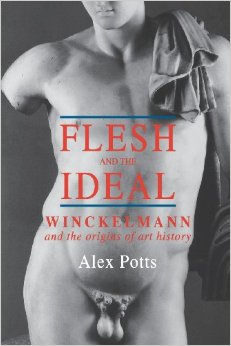 FLESH
AND THE
IDEAL
WINCKELMANN
and the origins of art history
Alex Potts